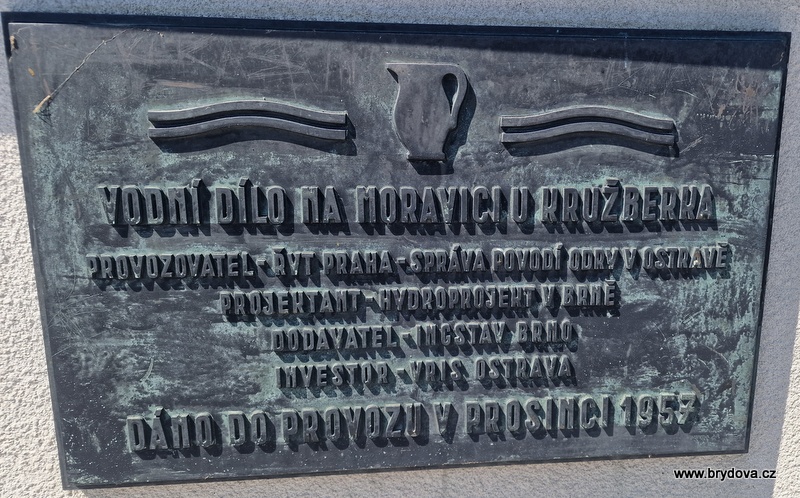 VODNÍ DÍLO NA MORAVICI U KRUŽBERKA
PROVOZOVATEL - ŘVT PRAHA - SPRÁVA POVODÍ ODRY V OSTRAVĚ
PROJEKTANT - HYDROPROJEKT V BRNĚ
DODAVATEL - INGSTAV BRNO
INVESTOR - VRIS OSTRAVA
DÁNO DO PROVOZU V PROSINCI 1957
www.brydova.cz